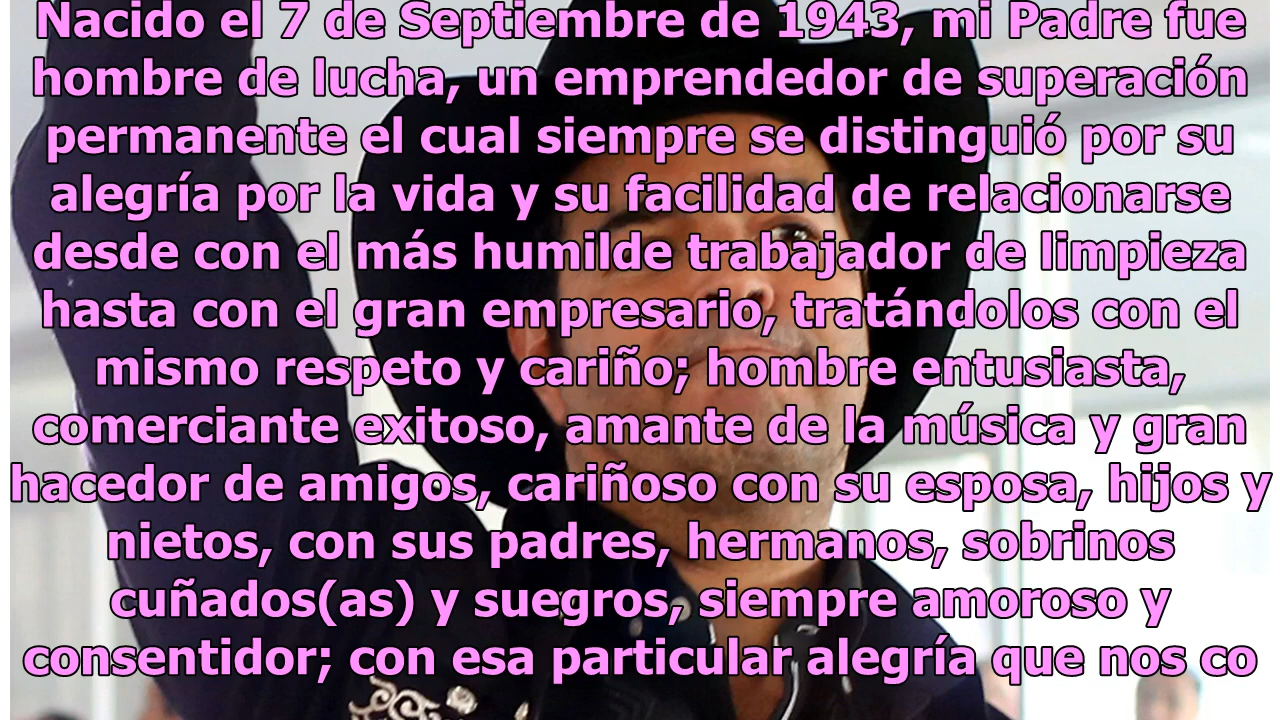 Nacido el 7 de Septiembre de 1943, mi Padre fue
hombre de lucha, un emprendedor de superación
permanente el cual siempre se distinguió por su
alegría por la vida y su facilidad de relacionarse
desde con el más humilde trabajador de limpieza
hasta con el gran empresario, tratándolos con el
mismo respeto y cariño; hombre entusiasta,
comerciante exitoso, amante de la música y gran
hacedor de amigos, cariñoso con su esposa, hijos y
nietos, con sus padres, hermanos, sobrinos
cuñados(as) y suegros, siempre amoroso y
consentidor; con esa particular alegría que nos co